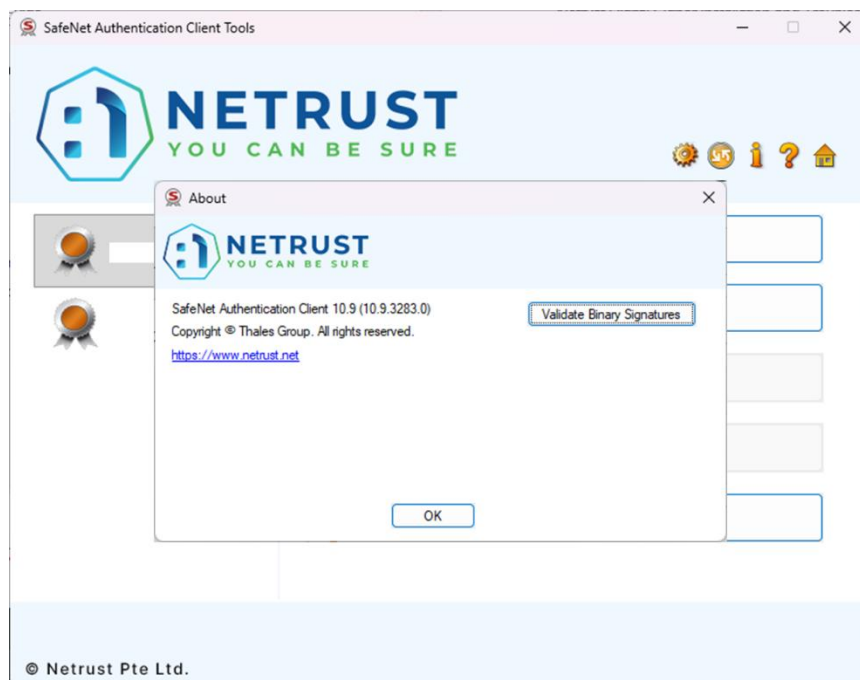 SafeNet Authentication Client Tools
NETRUST
YOU CAN BE SURE
About
NETRUST
YOU CAN BE SURE
SafeNet Authentication Client 10.9 (10.9.3283.0)
Validate Binary Signatures
Copyright © Thales Group. All rights reserved.
https://www.netrust.net
OK
© Netrust Pte Ltd.